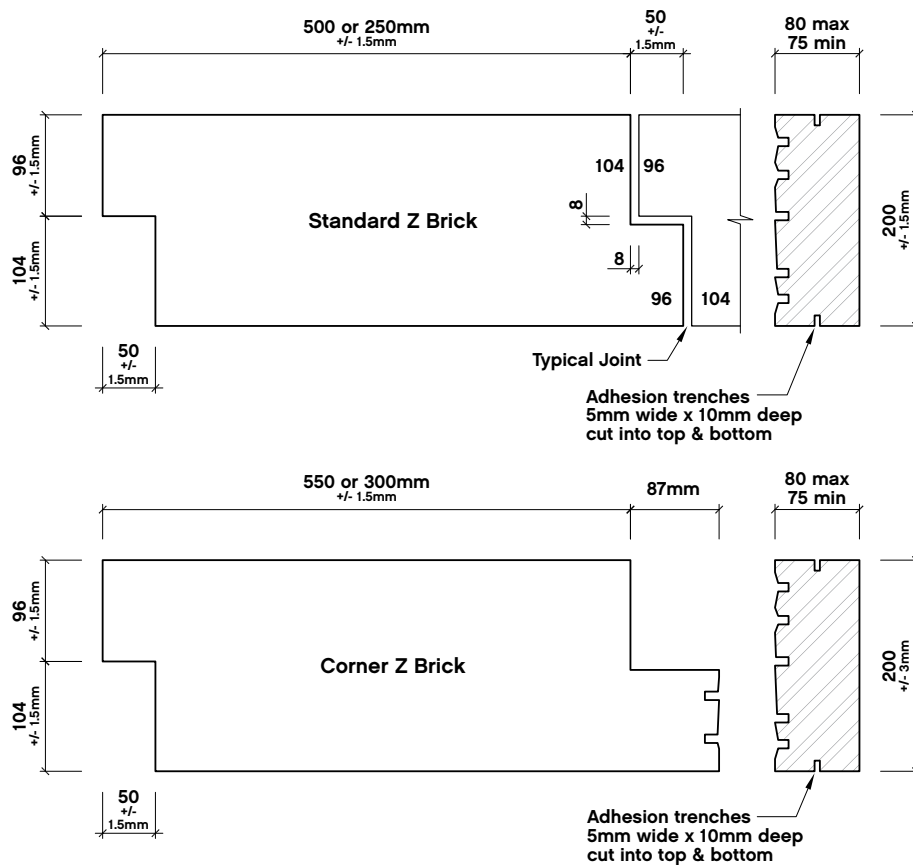 500 or 250mm
+/- 1.5mm
50
+/-
1.5mm
80 max
75 min
96
+/- 1.5mm
104
+/- 1.5mm
104
96
Standard Z Brick
8
8
96
104
200
+/- 1.5mm
50
+/-
1.5mm
Typical Joint
Adhesion trenches
5mm wide x 10mm deep
cut into top & bottom
550 or 300mm
+/- 1.5mm
87mm
80 max
75 min
96
+/- 1.5mm
104
+/- 1.5mm
Corner Z Brick
200
+/- 3mm
50
+/-
1.5mm
Adhesion trenches
5mm wide x 10mm deep
cut into top & bottom